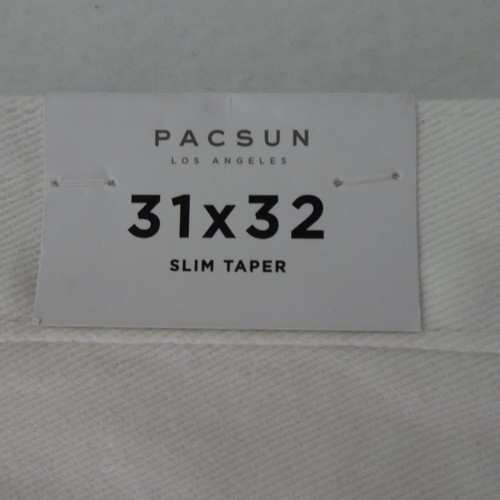 PACSUN
LOS ANGELES
31x32
SLIM TAPER